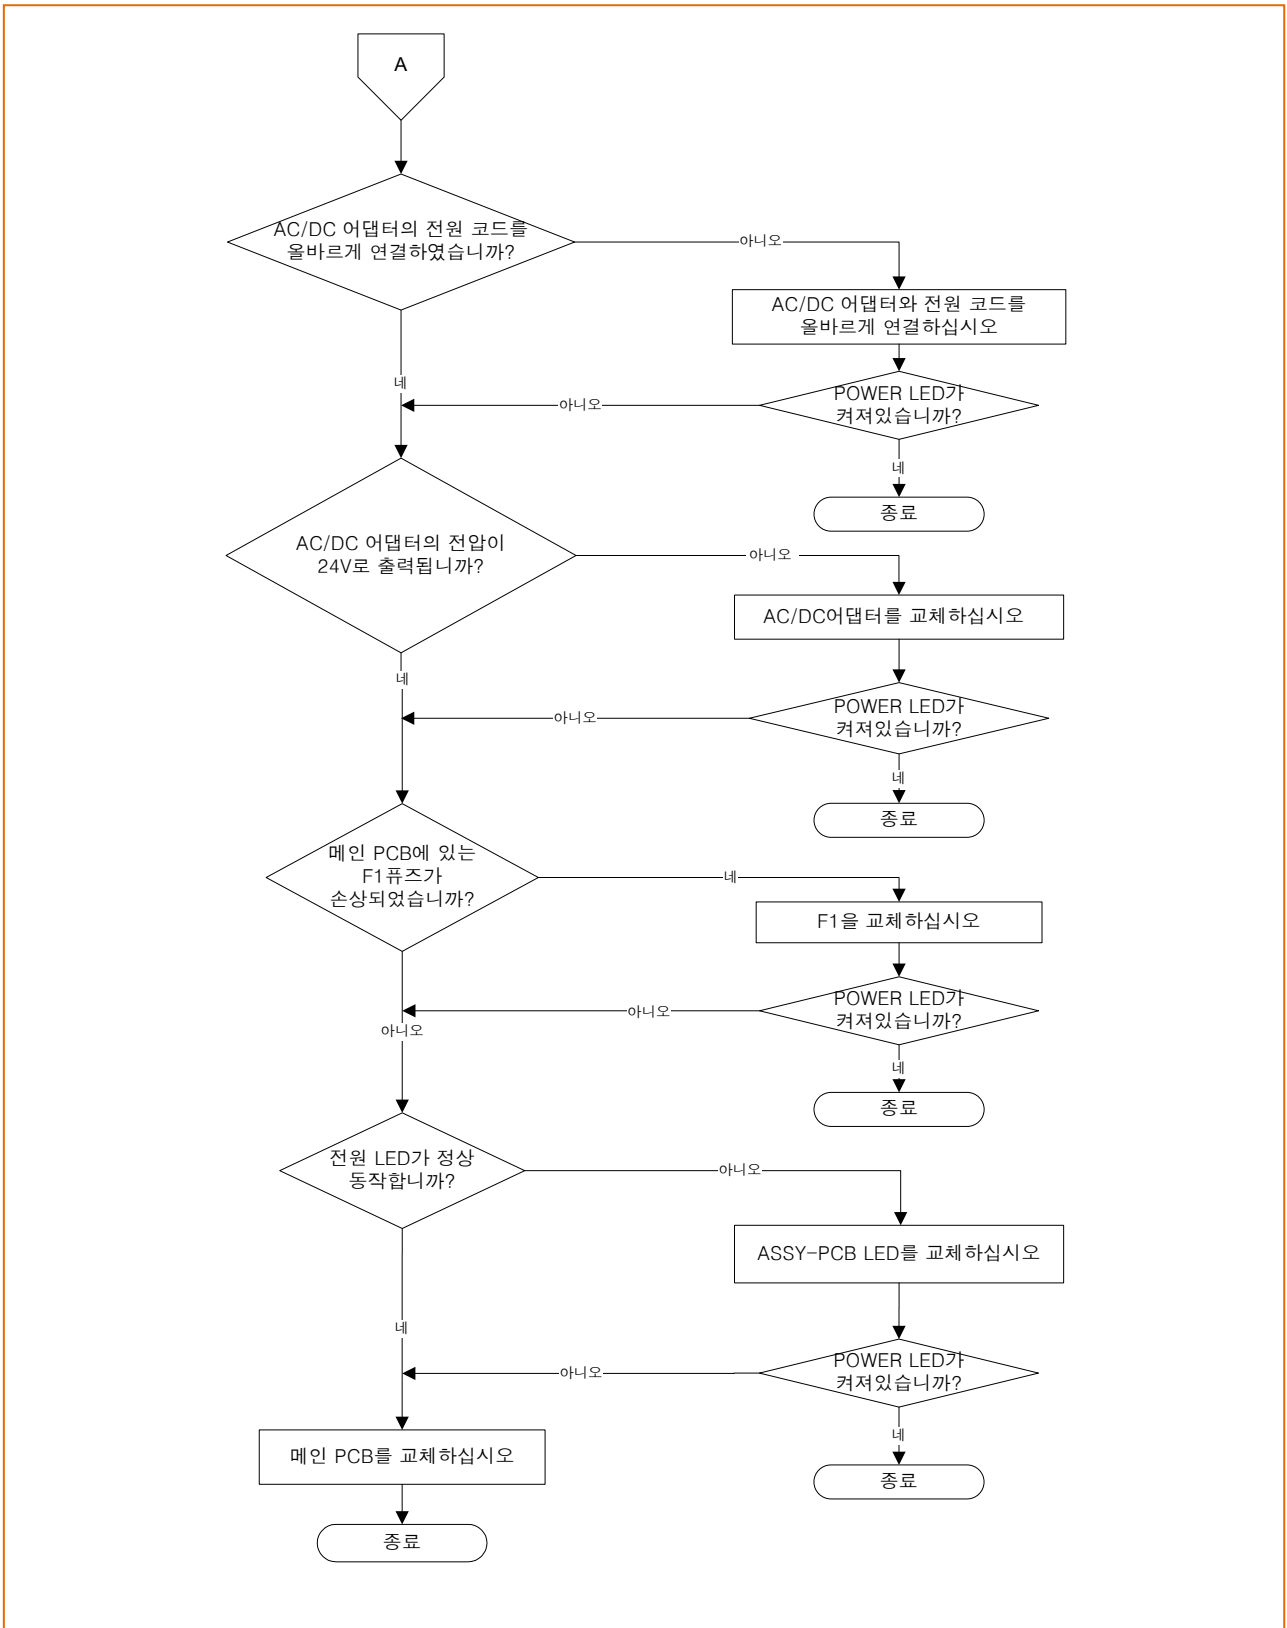 A
AC/DC 어댑터의 전원 코드를
올바르게 연결하였습니까?
아니오
AC/DC 어댑터와 전원 코드를
올바르게 연결하십시오
네
아니오
POWER LED가
켜져있습니까?
네
종료
AC/DC 어댑터의 전압이
24V로 출력됩니까?
아니오
AC/DC어댑터를 교체하십시오
네
아니오
POWER LED가
켜져있습니까?
네
종료
메인 PCB에 있는
F1퓨즈가
손상되었습니까?
네
F1을 교체하십시오
아니오
POWER LED가
켜져있습니까?
아니오
네
종료
전원 LED가 정상
동작합니까?
아니오
ASSY-PCB LED를 교체하십시오
네
아니오
POWER LED가
켜져있습니까?
네
메인 PCB를 교체하십시오
종료
종료